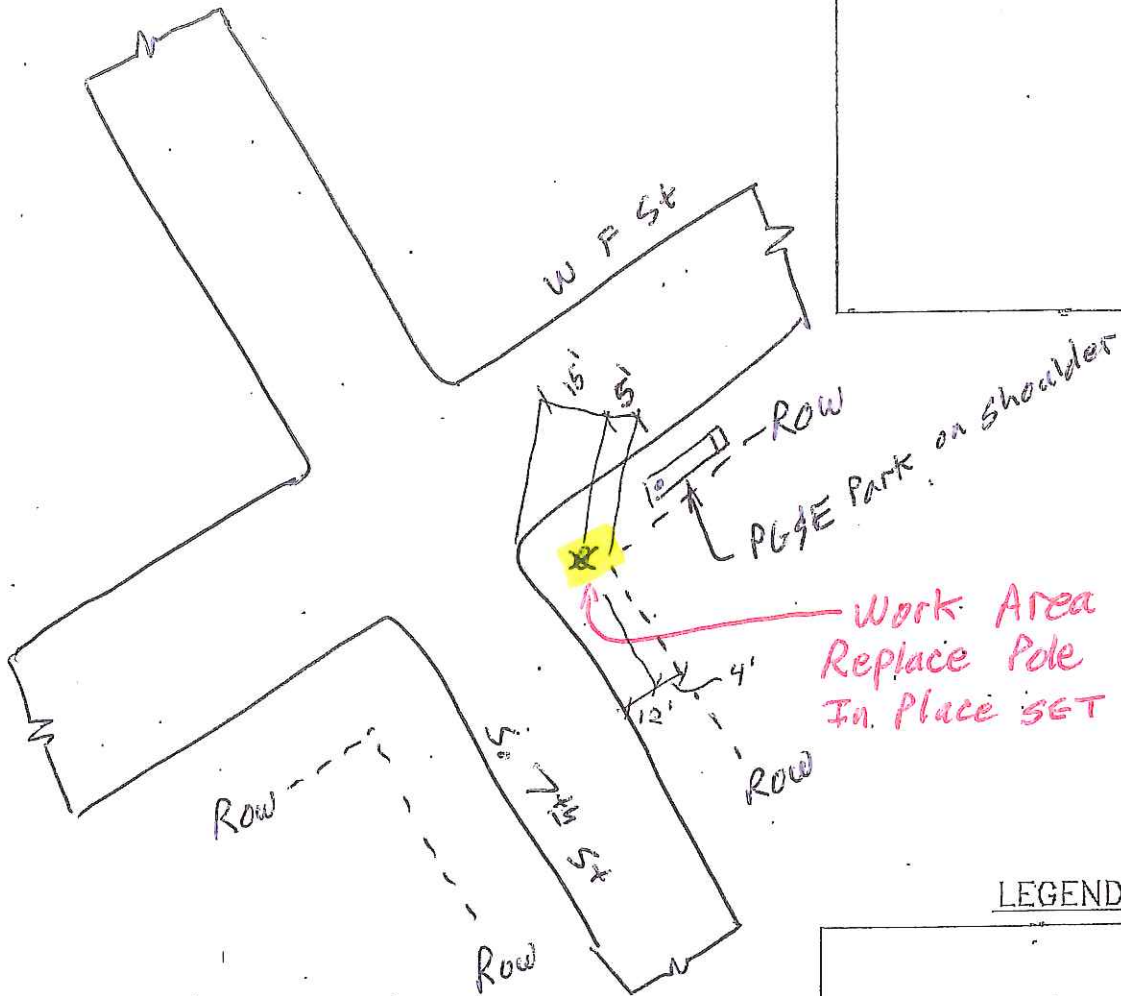 W F St
15'
5'
ROW
PG&E Park on shoulder
Work Area
Replace Pole
In Place SET
4'
12'
ROW
S. 7th St
ROW
ROW
LEGEND